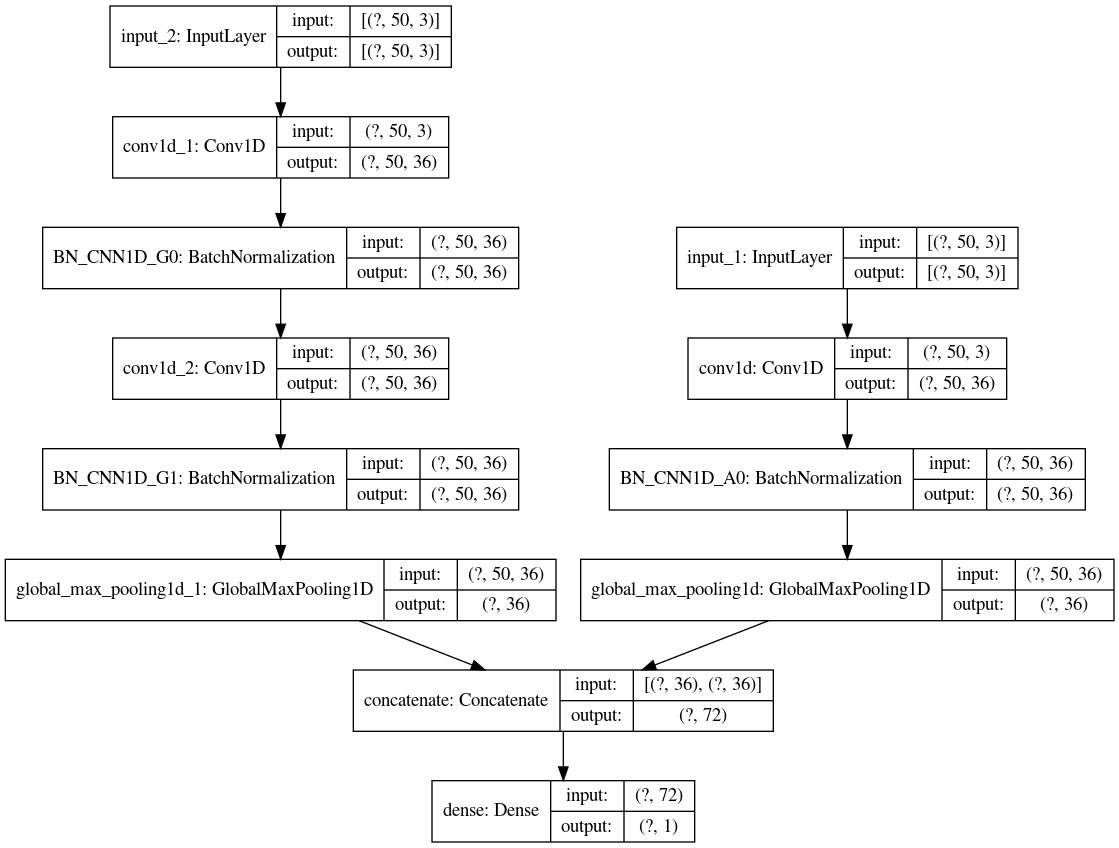 input_2: InputLayer
input: [(?, 50, 3)]
output: [(?, 50, 3)]
conv1d_1: Conv1D
input: (?, 50, 3)
output: (?, 50, 36)
BN_CNN1D_G0: BatchNormalization
input: (?, 50, 36)
output: (?, 50, 36)
input_1: InputLayer
input: [(?, 50, 3)]
output: [(?, 50, 3)]
conv1d_2: Conv1D
input: (?, 50, 36)
output: (?, 50, 36)
conv1d: Conv1D
input: (?, 50, 3)
output: (?, 50, 36)
BN_CNN1D_G1: BatchNormalization
input: (?, 50, 36)
output: (?, 50, 36)
BN_CNN1D_A0: BatchNormalization
input: (?, 50, 36)
output: (?, 50, 36)
global_max_pooling1d_1: GlobalMaxPooling1D
input: (?, 50, 36)
output: (?, 36)
global_max_pooling1d: GlobalMaxPooling1D
input: (?, 50, 36)
output: (?, 36)
concatenate: Concatenate
input: [(?, 36), (?, 36)]
output: (?, 72)
dense: Dense
input: (?, 72)
output: (?, 1)